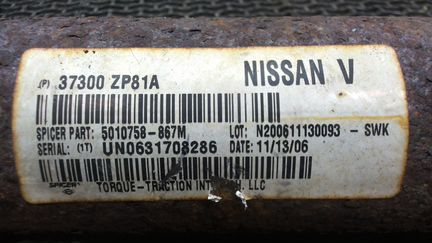 (P) 37300 ZP81A NISSAN V
SPICER PART: 5010758-867M LOT: N200611130093 - SWK
SERIAL: (1T) UN0631708286 DATE: 11/13/06
SPICER TORQUE-TRACTION LLC